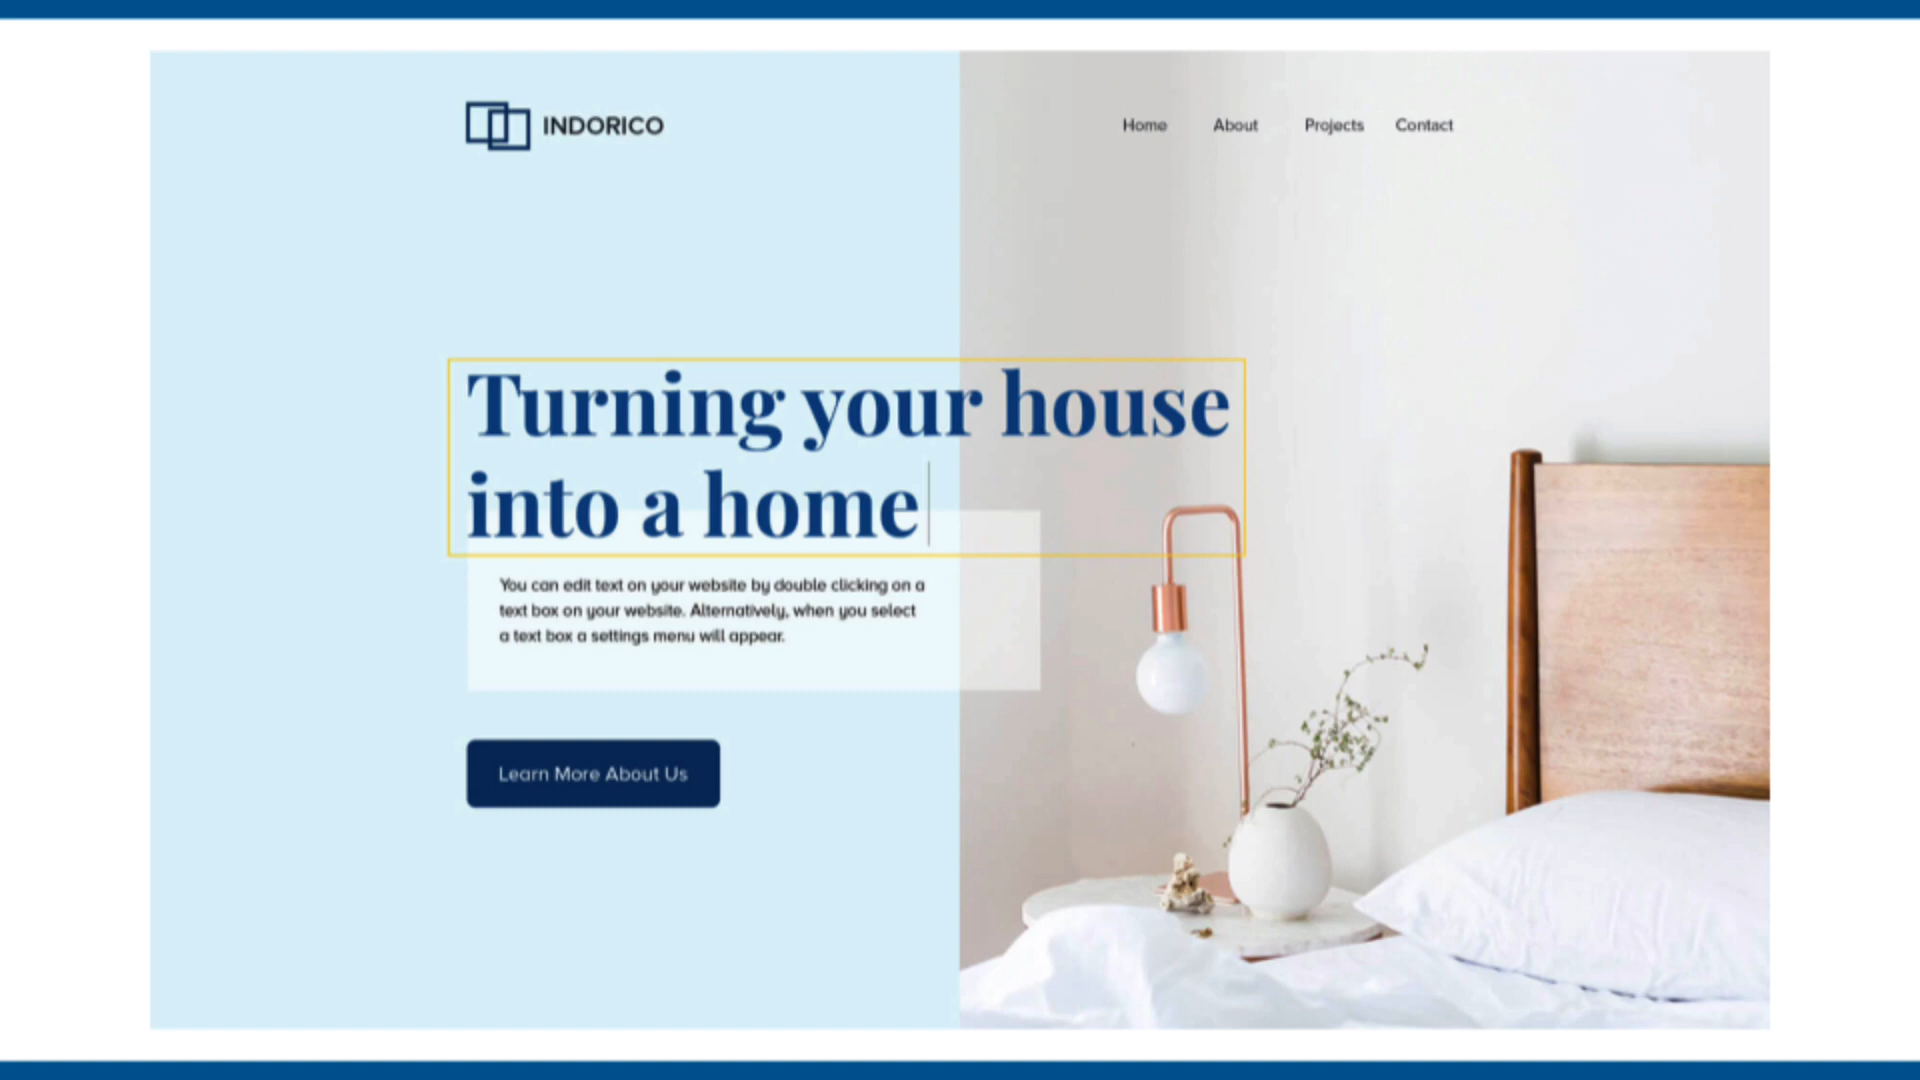 INDORICO
Home About Projects Contact
Turning your house
into a home
You can edit text on your website by double clicking on a
text box on your website. Alternatively, when you select
a text box a settings menu will appear.
Learn More About Us